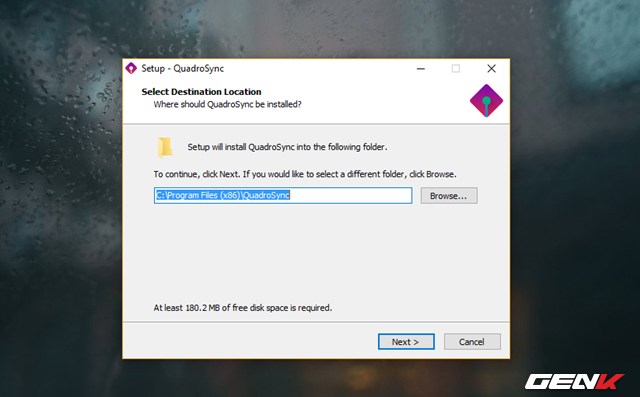 Setup - QuadroSync
Select Destination Location
Where should QuadroSync be installed?
Setup will install QuadroSync into the following folder.
To continue, click Next. If you would like to select a different folder, click Browse.
C:\Program Files (x86)\QuadroSync
Browse...
At least 180.2 MB of free disk space is required.
Next >
Cancel
GENK